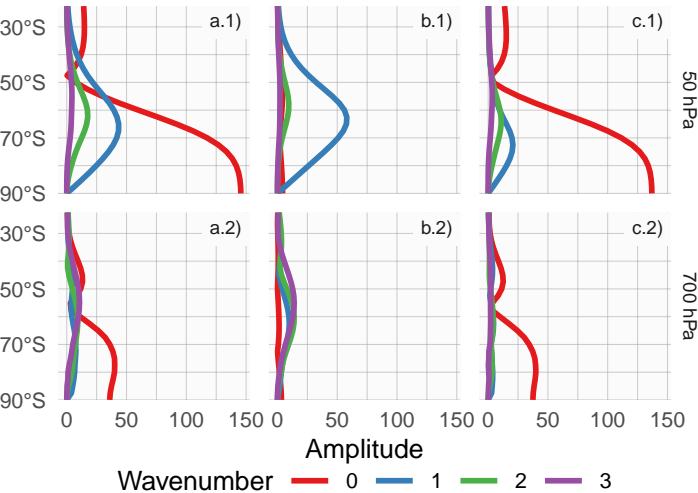 a.1) b.1) c.1)
30°S
50°S
70°S
90°S
50 hPa
a.2) b.2) c.2)
30°S
50°S
70°S
90°S
700 hPa
0 50 100 150 0 50 100 150 0 50 100 150
Amplitude
Wavenumber 0 1 2 3